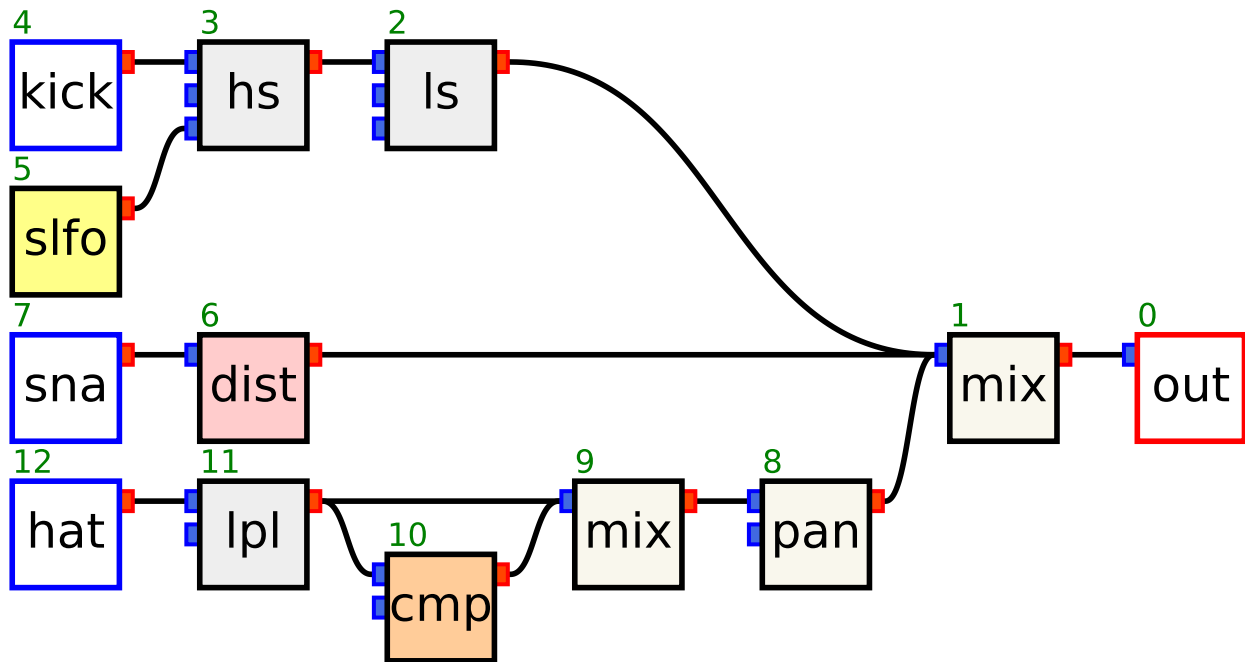 4 3 2
kick hs ls
5
slfo
7 6 1 0
sna dist mix out
12 11 9 8
hat lpl mix pan
10
cmp